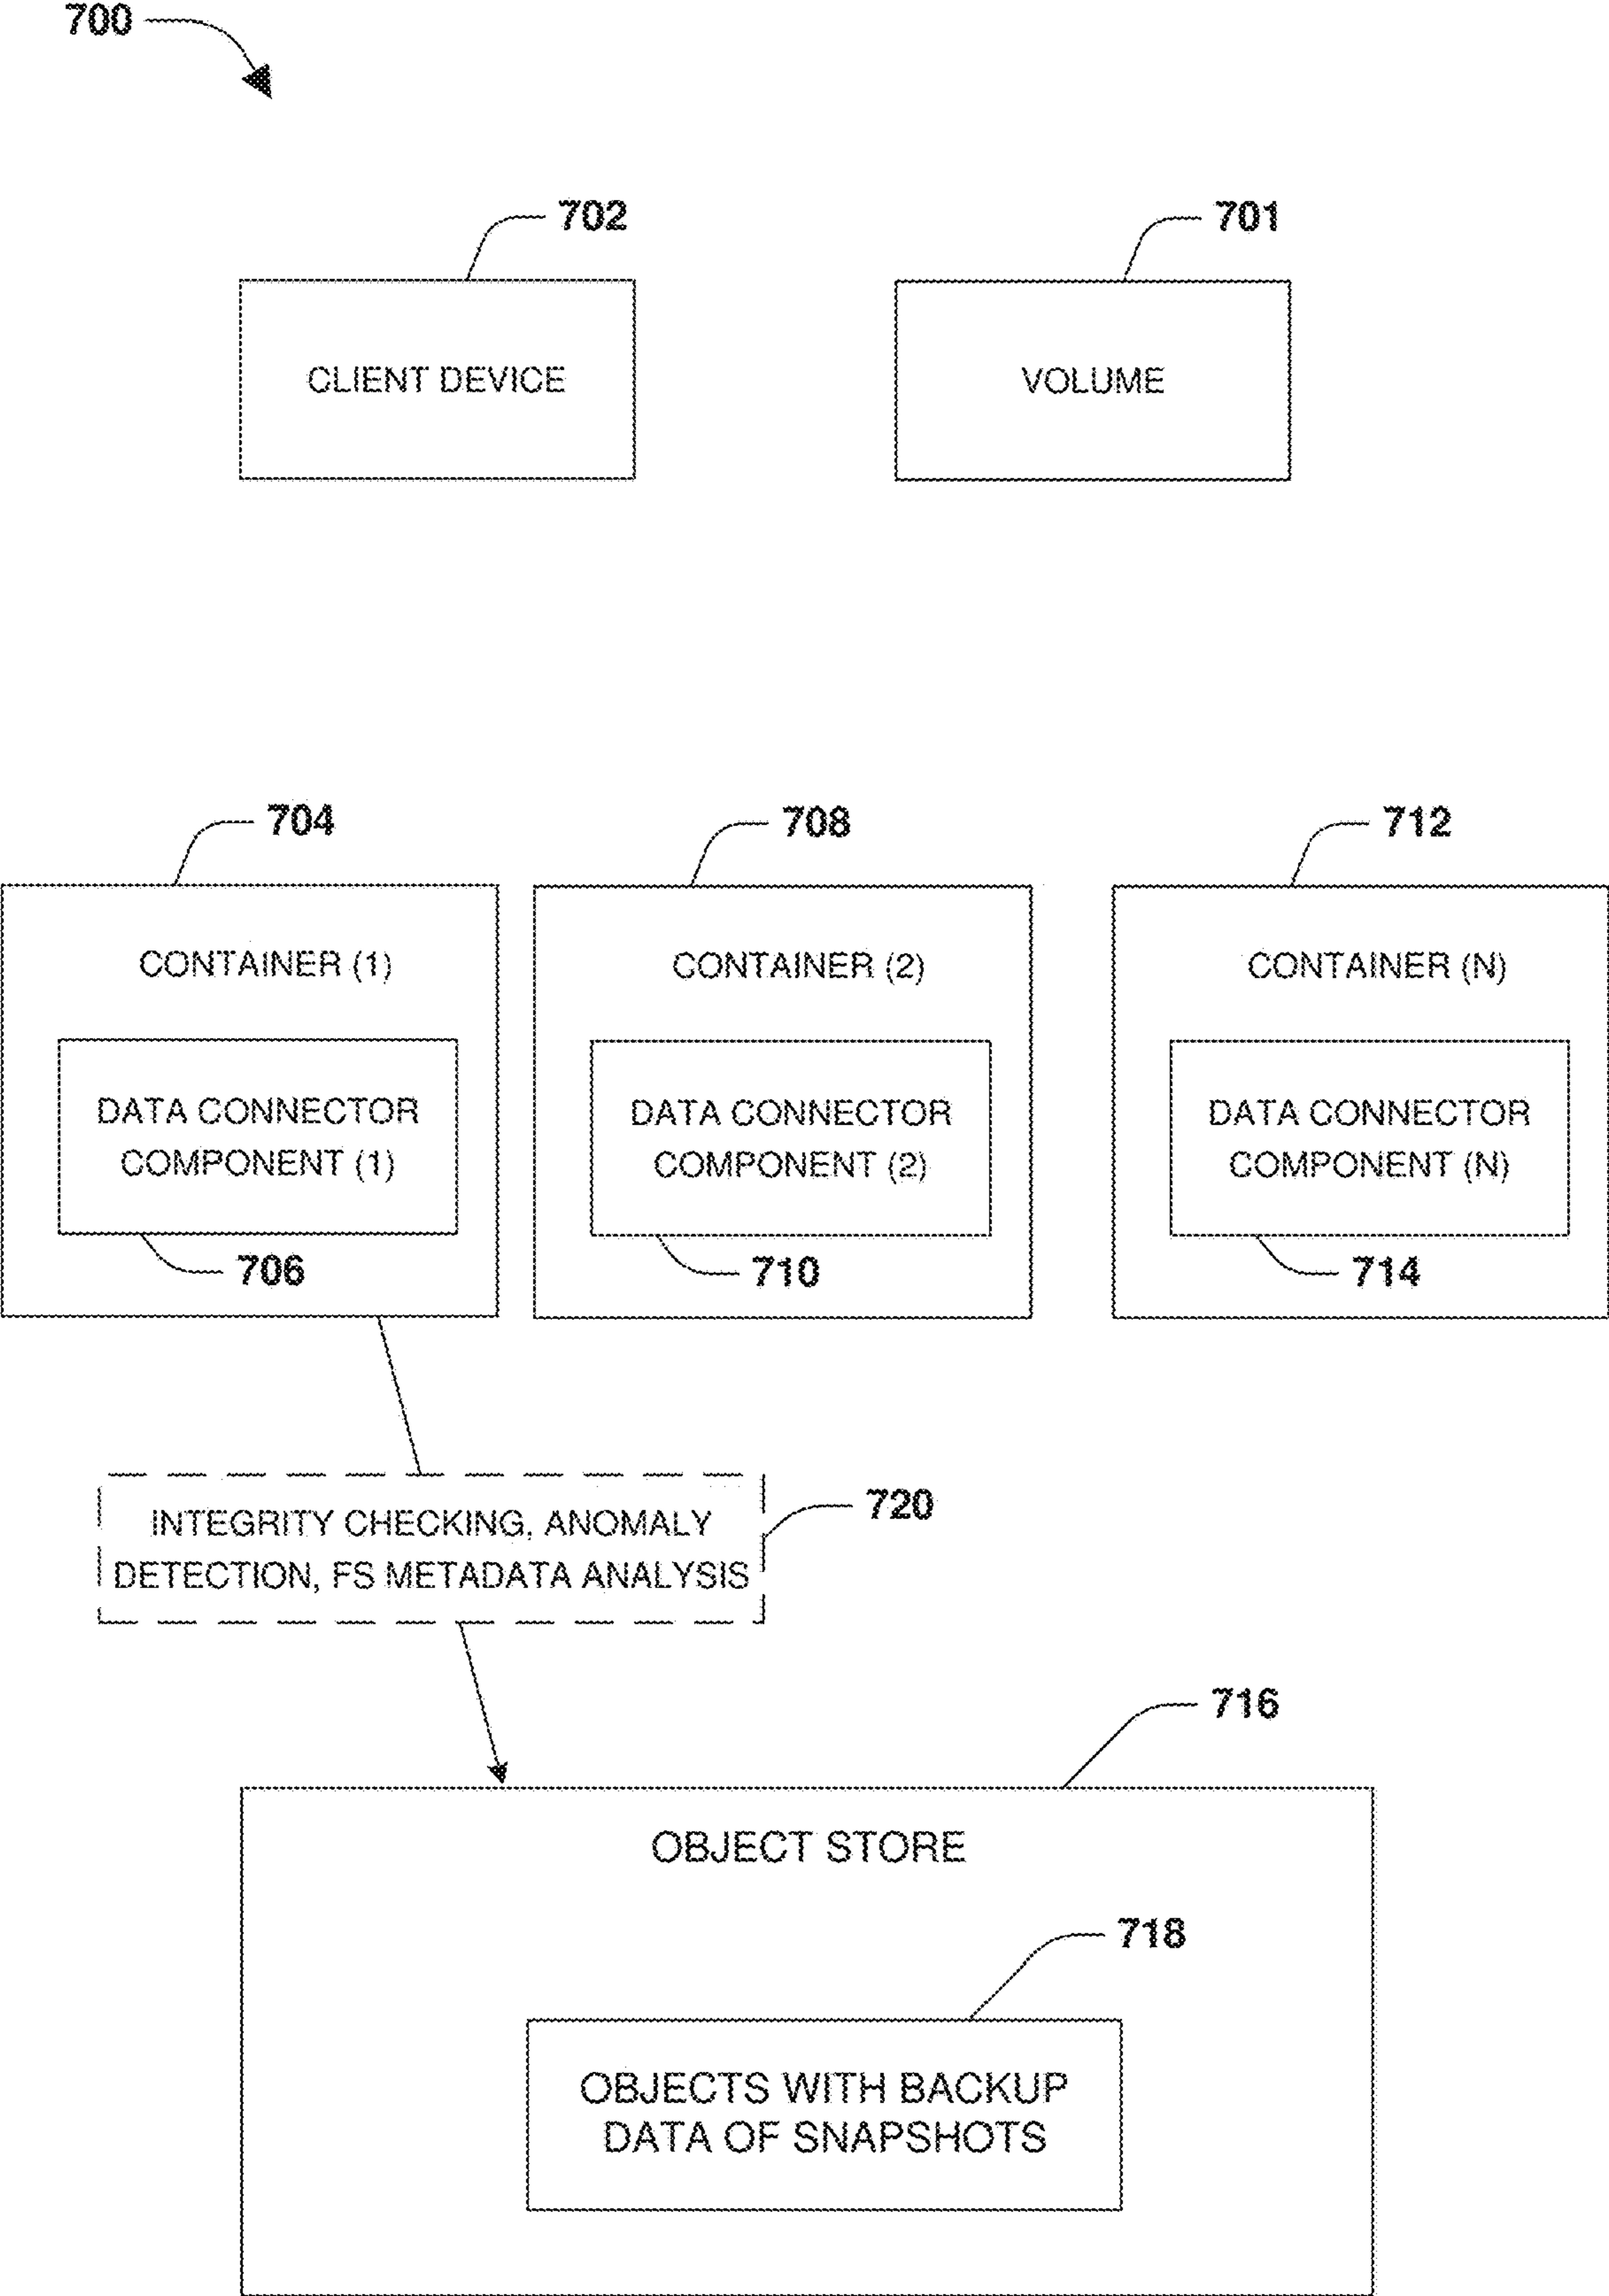 700
702
701
CLIENT DEVICE
VOLUME
704
708
712
CONTAINER (1)
CONTAINER (2)
CONTAINER (N)
DATA CONNECTOR
COMPONENT (1)
DATA CONNECTOR
COMPONENT (2)
DATA CONNECTOR
COMPONENT (N)
706
710
714
INTEGRITY CHECKING, ANOMALY
DETECTION, FS METADATA ANALYSIS
720
716
OBJECT STORE
718
OBJECTS WITH BACKUP
DATA OF SNAPSHOTS